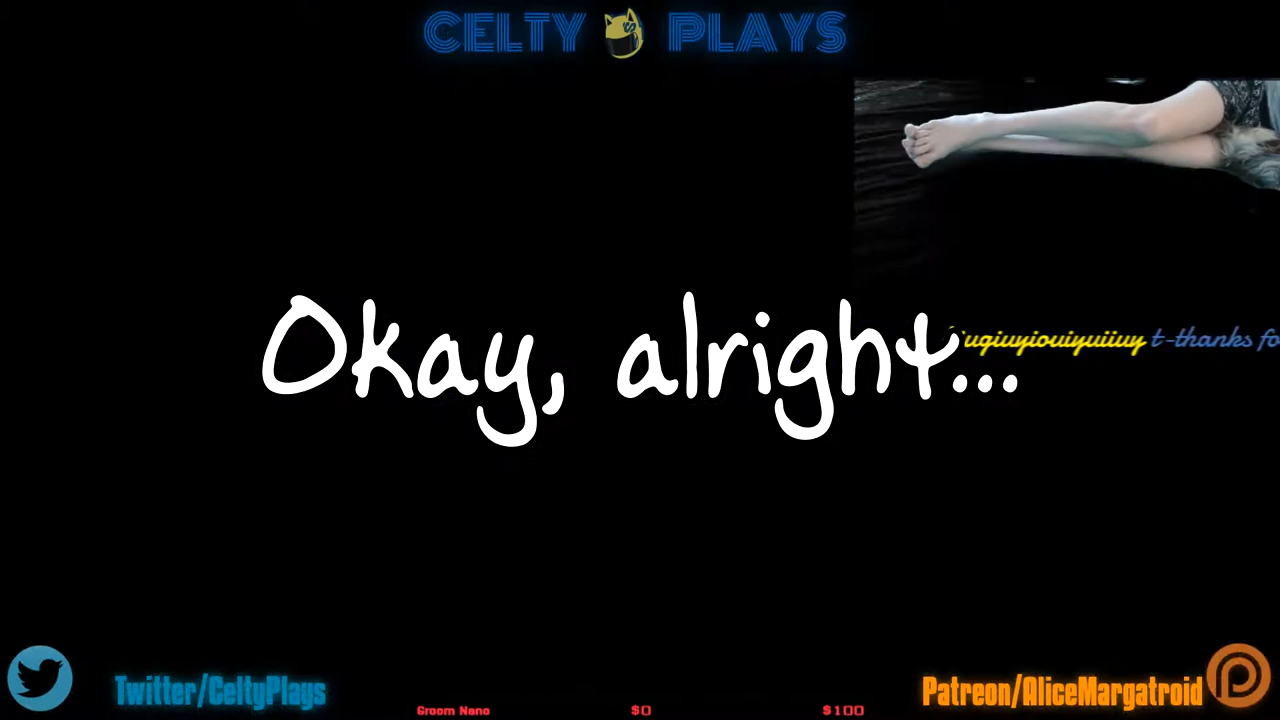 CELTY PLAYS
uqiuyiouiyuiiuy t-thanks fo
Okay, alright...
Twitter/CeltyPlays
Patreon/AliceMargatroid
Groom Nano $0 $100